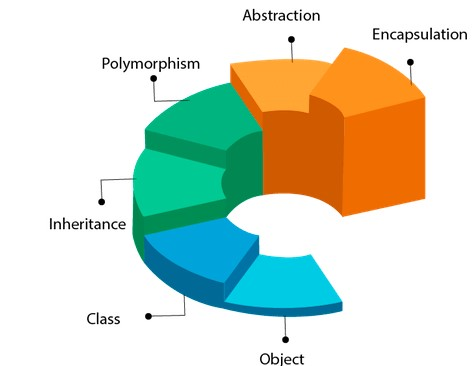 Abstraction
Encapsulation
Polymorphism
Inheritance
Class
Object